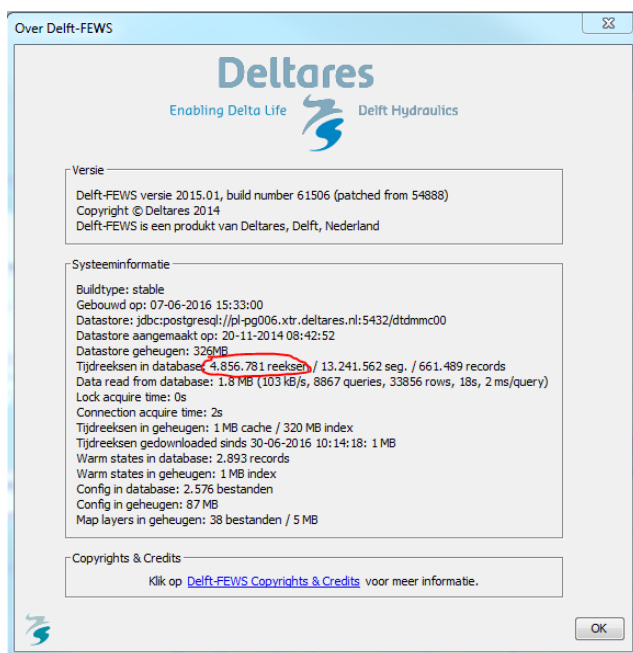 Over Delft-FEWS
Deltares
Enabling Delta Life
Delft Hydraulics
Versie
Delft-FEWS versie 2015.01, build number 61506 (patched from 54888)
Copyright © Deltares 2014
Delft-FEWS is een produkt van Deltares, Delft, Nederland
Systeeminformatie
Buildtype: stable
Gebouwd op: 07-06-2016 15:33:00
Datastore: jdbc:postgresql://pl-pg006.xtr.deltares.nl:5432/dtdmmc00
Datastore aangemaakt op: 20-11-2014 08:42:52
Datastore geheugen: 326MB
Tijdreeksen in database: 4.856.781 reeksen / 13.241.562 seg. / 661.489 records
Data read from database: 1.8 MB (103 kB/s, 8867 queries, 33856 rows, 18s, 2 ms/query)
Lock acquire time: 0s
Connection acquire time: 2s
Tijdreeksen in geheugen: 1 MB cache / 320 MB index
Tijdreeksen gedownloaded sinds 30-06-2016 10:14:18: 1 MB
Warm states in database: 2.893 records
Warm states in geheugen: 1 MB index
Config in database: 2.576 bestanden
Config in geheugen: 87 MB
Map layers in geheugen: 38 bestanden / 5 MB
Copyrights & Credits
Klik op Delft-FEWS Copyrights & Credits voor meer informatie.
OK